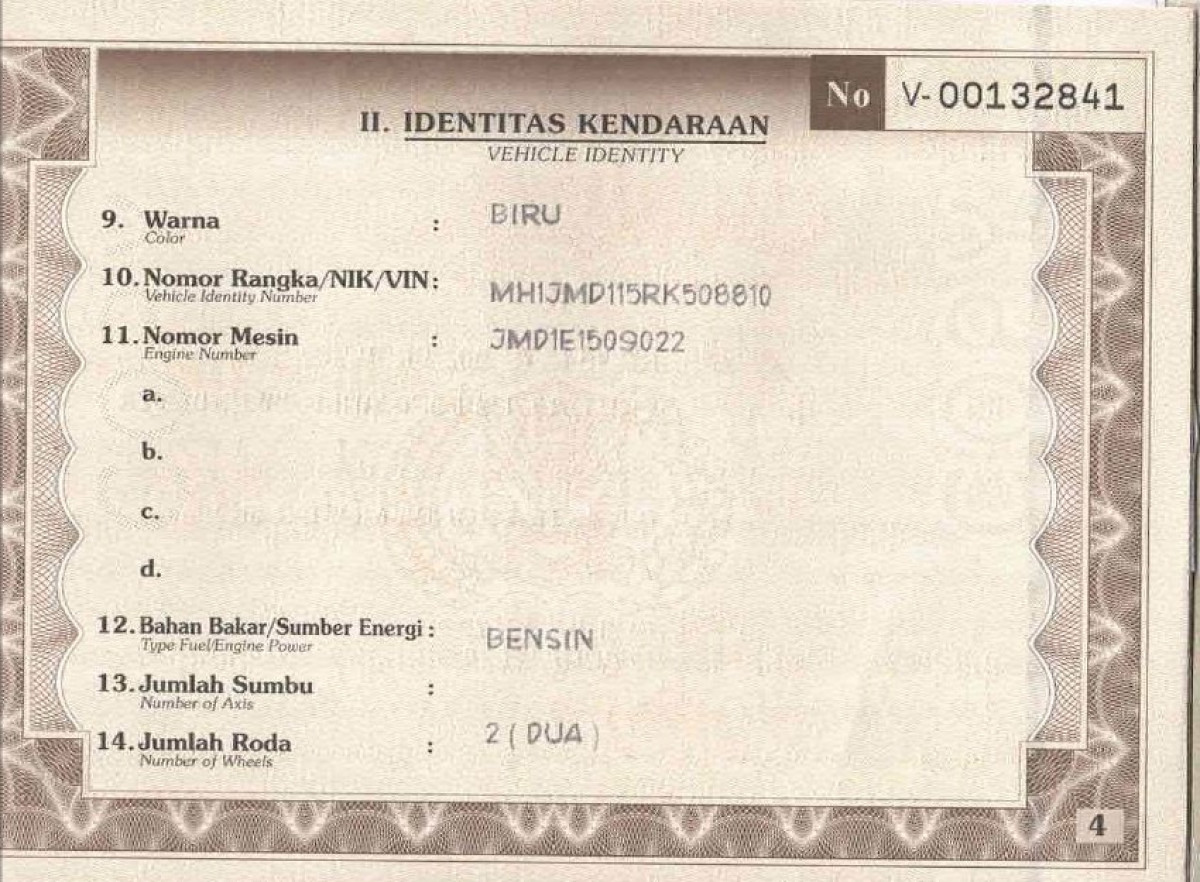 No V-00132841
II. IDENTITAS KENDARAAN
VEHICLE IDENTITY
9. Warna : BIRU
Color
10. Nomor Rangka/NIK/VIN: MH1JMD115RK508810
Vehicle Identity Number
11. Nomor Mesin : JMD1E1509022
Engine Number
a.
b.
c.
d.
12. Bahan Bakar/Sumber Energi : BENSIN
Type Fuel/Engine Power
13. Jumlah Sumbu :
Number of Axis
14. Jumlah Roda : 2 ( DUA )
Number of Wheels
4